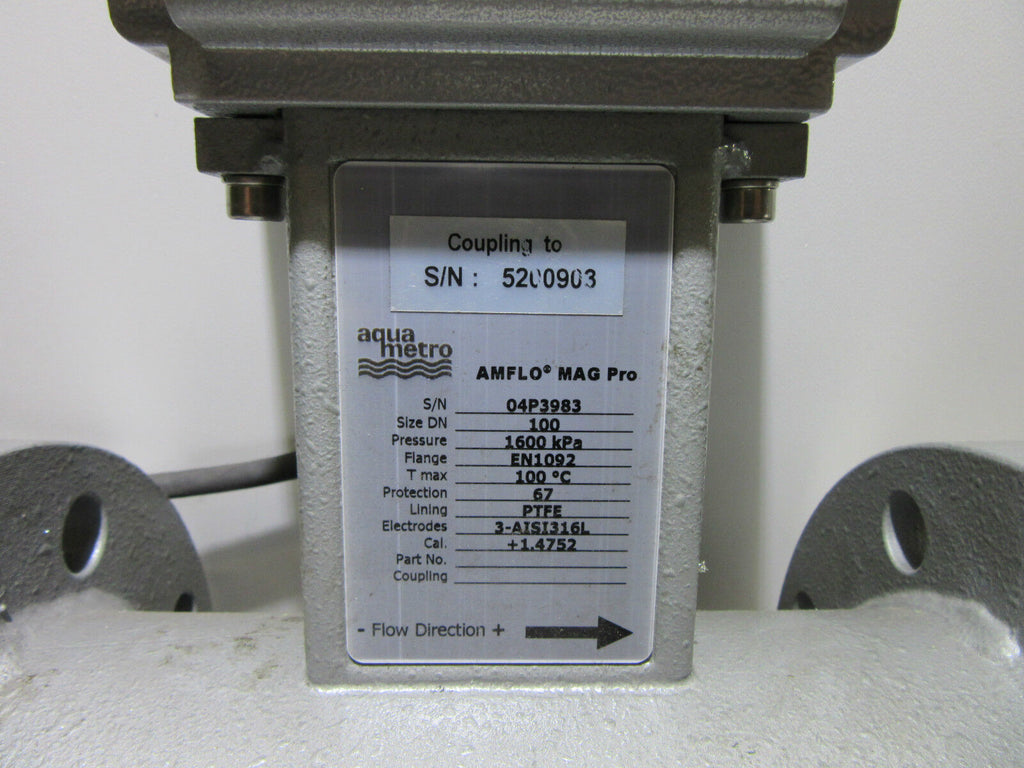 Coupling to
S/N : 5200903
aqua
metro
AMFLO® MAG Pro
S/N 04P3983
Size DN 100
Pressure 1600 kPa
Flange EN1092
T max 100 °C
Protection 67
Lining PTFE
Electrodes 3-AISI316L
Cal. +1.4752
Part No.
Coupling
- Flow Direction +